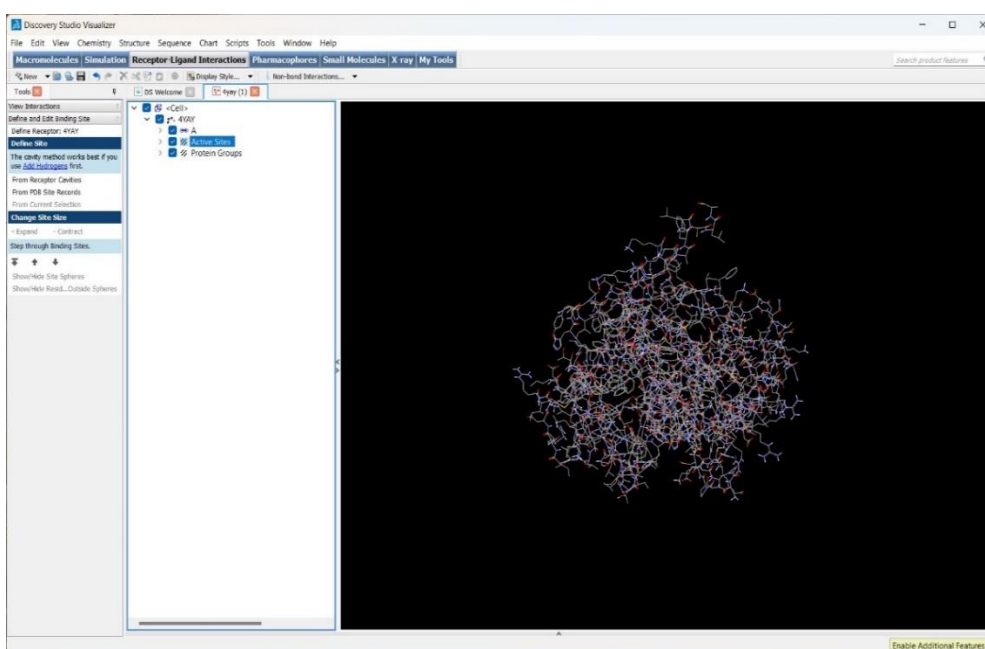 Discovery Studio Visualizer
File Edit View Chemistry Structure Sequence Chart Scripts Tools Window Help
Macromolecules Simulation Receptor-Ligand Interactions Pharmacophores Small Molecules X-ray My Tools
Search product features
New Display Style... Non-bond Interactions...
Tools
DS Welcome 4yay (1)
View Interactions
Define and Edit Binding Site
Define Receptor: 4YAY
Define Site
The cavity method works best if you
use Add Hydrogens first.
From Receptor Cavities
From PDB Site Records
From Current Selection
Change Site Size
- Expand - Contract
Step through Binding Sites.
Show/Hide Site Spheres
Show/Hide Resid...Outside Spheres
<Cell>
4YAY
A
Active Sites
Protein Groups
Enable Additional Features